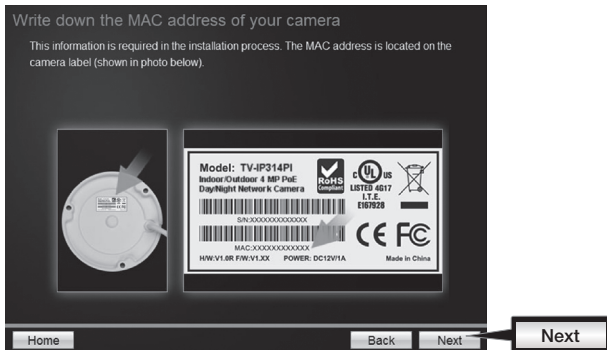 Write down the MAC address of your camera
This information is required in the installation process. The MAC address is located on the
camera label (shown in photo below).
Model: TV-IP314PI
Indoor/Outdoor 4 MP PoE
Day/Night Network Camera
RoHS
Compliant
C UL US
LISTED 4G17
I.T.E.
E167928
S/N:XXXXXXXXXXXXX
MAC:XXXXXXXXXXXX
H/W:V1.0R F/W:V1.XX POWER: DC12V/1A
CE FC
Made in China
Home
Back
Next
Next